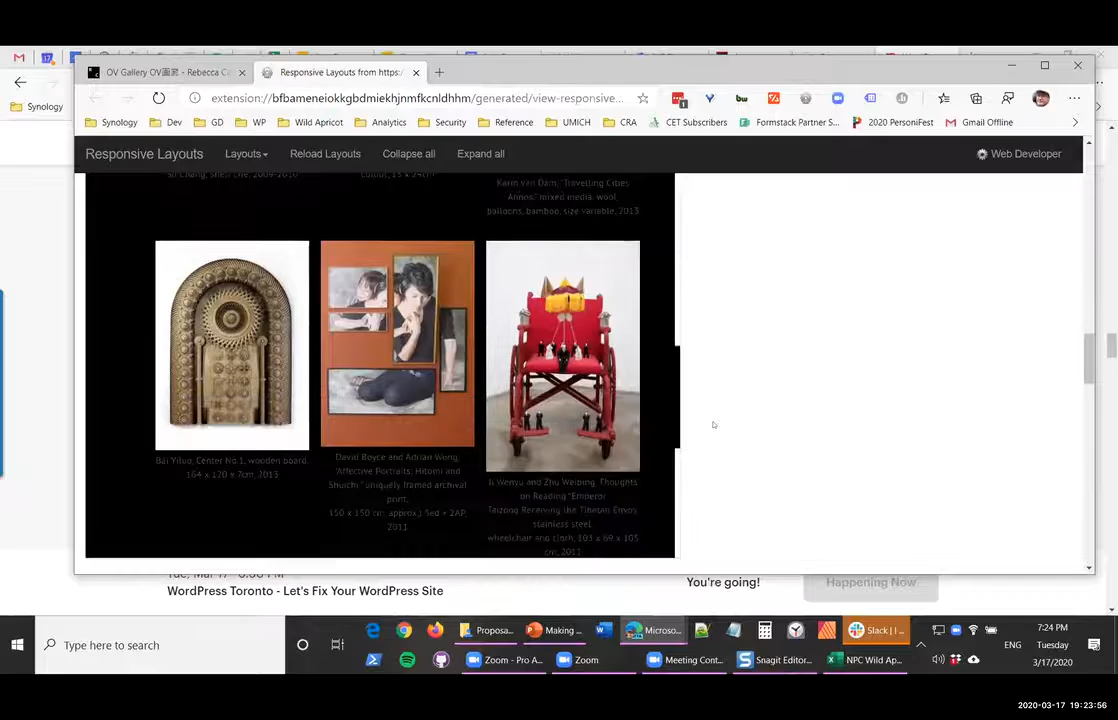 OV Gallery OV画 - Rebecca Ca
Responsive Layouts from https:/
extension://bfbameneiokkgbdmiekhjnmfkcnldhhm/generated/view-responsive...
Synology
Synology
Dev
GD
WP
Wild Apricot
Analytics
Security
Reference
UMICH
CRA
CET Subscribers
Formstack Partner S...
2020 PersoniFest
Gmail Offline
Responsive Layouts
Layouts
Reload Layouts
Collapse all
Expand all
Web Developer
Karin van Dam, "Travelling Cities
mixed media, wool,
balloons, bamboo, size variable, 2013
Bai Yiluo, Center No.1, wooden board,
164 x 120 x 7cm, 2013
David Boyce and Adrian Wong,
"Affective Portraits: Hitomi and
Shuichi," uniquely framed archival
print,
150 x 150 cm approx.) 5ed + 2AP,
2011
Ji Wenyu and Zhu Weibing, Thoughts
on Reading "Emperor
Taizong Receiving the Tibetan Envoy,
stainless steel
wheelchair and cloth, 103 x 69 x 105
cm, 2011
WordPress Toronto - Let's Fix Your WordPress Site
You're going!
Happening Now
Type here to search
Proposa...
Making ...
Microso...
Slack | I ...
Zoom - Pro A...
Zoom
Meeting Cont...
Snagit Editor...
NPC Wild Ap...
ENG
7:24 PM
Tuesday
3/17/2020
2020-03-17 19:23:56